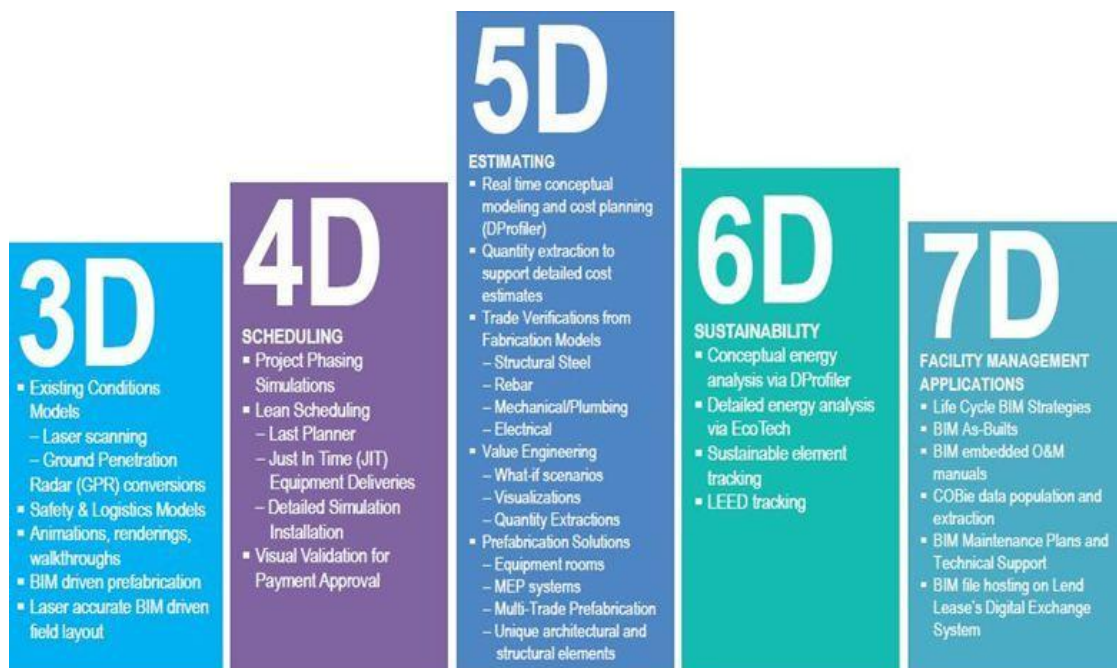 3D
▪ Existing Conditions
Models
– Laser scanning
– Ground Penetration
Radar (GPR) conversions
▪ Safety & Logistics Models
▪ Animations, renderings,
walkthroughs
▪ BIM driven prefabrication
▪ Laser accurate BIM driven
field layout
4D
SCHEDULING
▪ Project Phasing
Simulations
▪ Lean Scheduling
– Last Planner
– Just In Time (JIT)
Equipment Deliveries
– Detailed Simulation
Installation
▪ Visual Validation for
Payment Approval
5D
ESTIMATING
▪ Real time conceptual
modeling and cost planning
(DProfiler)
▪ Quantity extraction to
support detailed cost
estimates
▪ Trade Verifications from
Fabrication Models
– Structural Steel
– Rebar
– Mechanical/Plumbing
– Electrical
▪ Value Engineering
– What-if scenarios
– Visualizations
– Quantity Extractions
▪ Prefabrication Solutions
– Equipment rooms
– MEP systems
– Multi-Trade Prefabrication
– Unique architectural and
structural elements
6D
SUSTAINABILITY
▪ Conceptual energy
analysis via DProfiler
▪ Detailed energy analysis
via EcoTech
▪ Sustainable element
tracking
▪ LEED tracking
7D
FACILITY MANAGEMENT
APPLICATIONS
▪ Life Cycle BIM Strategies
▪ BIM As-Builts
▪ BIM embedded O&M
manuals
▪ COBie data population and
extraction
▪ BIM Maintenance Plans and
Technical Support
▪ BIM file hosting on Lend
Lease's Digital Exchange
System